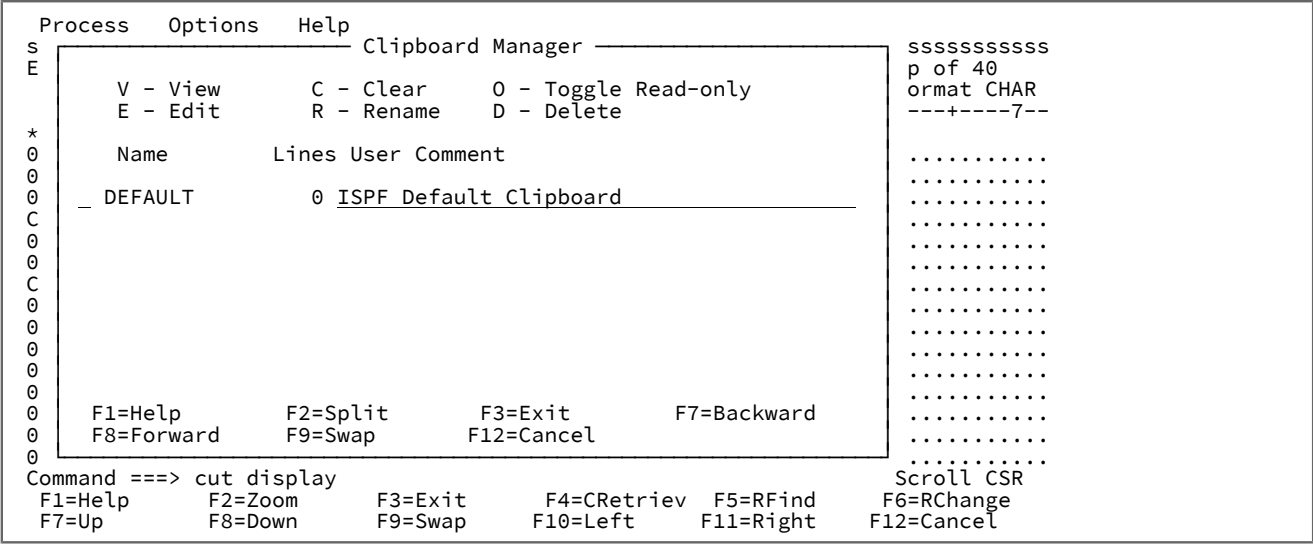 Process Options Help
s Clipboard Manager sssssssssss
E p of 40
V - View C - Clear O - Toggle Read-only ormat CHAR
E - Edit R - Rename D - Delete ---+----7--
*
0 Name Lines User Comment ...........
0 ...........
0 _ DEFAULT 0 ISPF Default Clipboard ...........
C ...........
0 ...........
0 ...........
C ...........
0 ...........
0 ...........
0 ...........
0 ...........
0 ...........
0 F1=Help F2=Split F3=Exit F7=Backward ...........
0 F8=Forward F9=Swap F12=Cancel ...........
0 ...........
Command ===> cut display Scroll CSR
F1=Help F2=Zoom F3=Exit F4=CRetriev F5=RFind F6=RChange
F7=Up F8=Down F9=Swap F10=Left F11=Right F12=Cancel